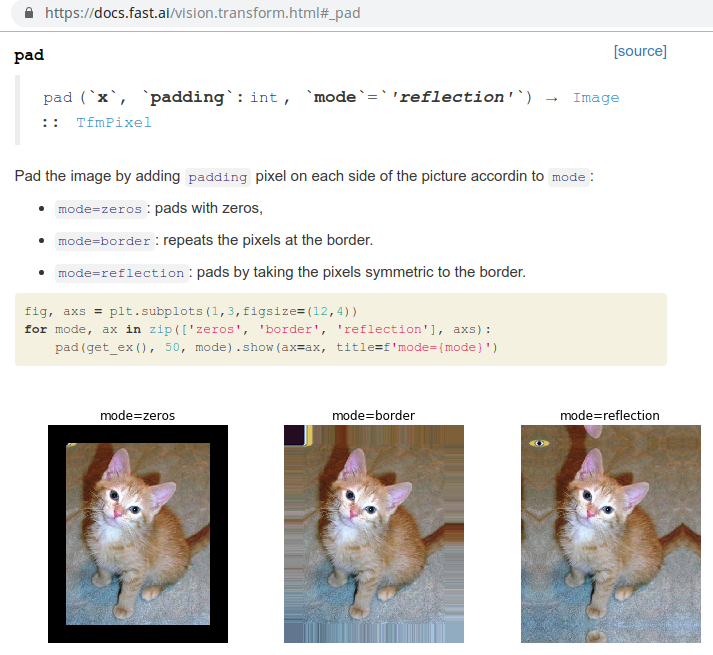 https://docs.fast.ai/vision.transform.html#_pad
pad [source]
pad (`x`, `padding`:int, `mode`=`'reflection'`) → Image
:: TfmPixel
Pad the image by adding padding pixel on each side of the picture accordin to mode:
• mode=zeros: pads with zeros,
• mode=border: repeats the pixels at the border.
• mode=reflection: pads by taking the pixels symmetric to the border.
fig, axs = plt.subplots(1,3,figsize=(12,4))
for mode, ax in zip(['zeros', 'border', 'reflection'], axs):
    pad(get_ex(), 50, mode).show(ax=ax, title=f'mode={mode}')
mode=zeros mode=border mode=reflection